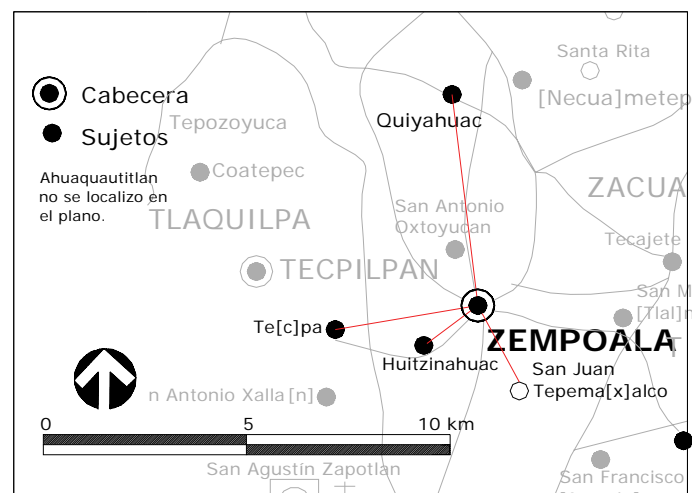 Santa Rita
Cabecera
[Necua]metep
Quiyahuac
Tepozoyuca
Sujetos
Coatepec
Ahuaquautitlan
no se localizo en
el plano.
ZACUA
TLAQUILPA
San Antonio
Oxtoyucan
Tecajete
TECPILPAN
San M
[Tlal]n
Te[c]pa
ZEMPOALA
T
Huitzinahuac
San Juan
Tepema[x]alco
n Antonio Xalla[n]
0 5 10 km
San Agustín Zapotlan
San Francisco